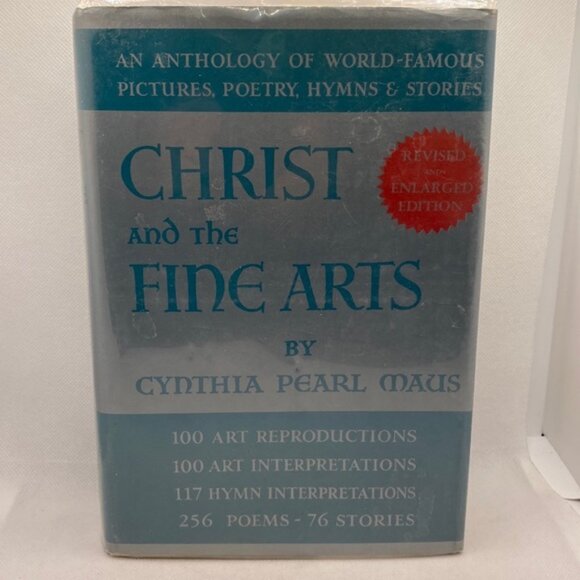 AN ANTHOLOGY OF WORLD-FAMOUS
PICTURES, POETRY, HYMNS & STORIES
CHRIST
and the
FINE ARTS
REVISED
AND
ENLARGED
EDITION
BY
CYNTHIA PEARL MAUS
100 ART REPRODUCTIONS
100 ART INTERPRETATIONS
117 HYMN INTERPRETATIONS
256 POEMS - 76 STORIES